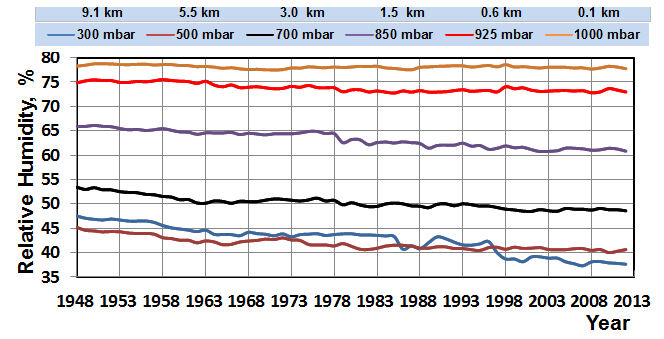 9.1 km 5.5 km 3.0 km 1.5 km 0.6 km 0.1 km
300 mbar 500 mbar 700 mbar 850 mbar 925 mbar 1000 mbar
Relative Humidity, %
80
75
70
65
60
55
50
45
40
35
1948 1953 1958 1963 1968 1973 1978 1983 1988 1993 1998 2003 2008 2013
Year